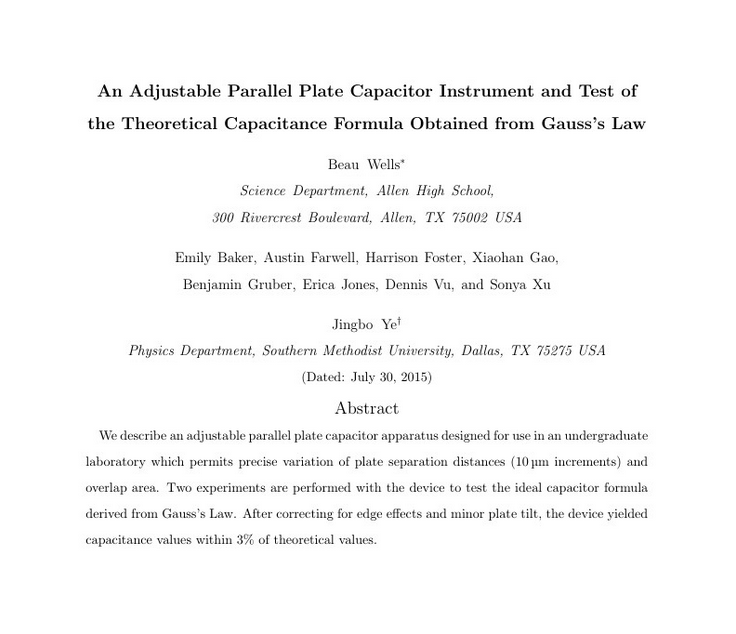 An Adjustable Parallel Plate Capacitor Instrument and Test of
the Theoretical Capacitance Formula Obtained from Gauss's Law
Beau Wells*
Science Department, Allen High School,
300 Rivercrest Boulevard, Allen, TX 75002 USA
Emily Baker, Austin Farwell, Harrison Foster, Xiaohan Gao,
Benjamin Gruber, Erica Jones, Dennis Vu, and Sonya Xu
Jingbo Ye†
Physics Department, Southern Methodist University, Dallas, TX 75275 USA
(Dated: July 30, 2015)
Abstract
We describe an adjustable parallel plate capacitor apparatus designed for use in an undergraduate
laboratory which permits precise variation of plate separation distances (10 µm increments) and
overlap area. Two experiments are performed with the device to test the ideal capacitor formula
derived from Gauss's Law. After correcting for edge effects and minor plate tilt, the device yielded
capacitance values within 3% of theoretical values.